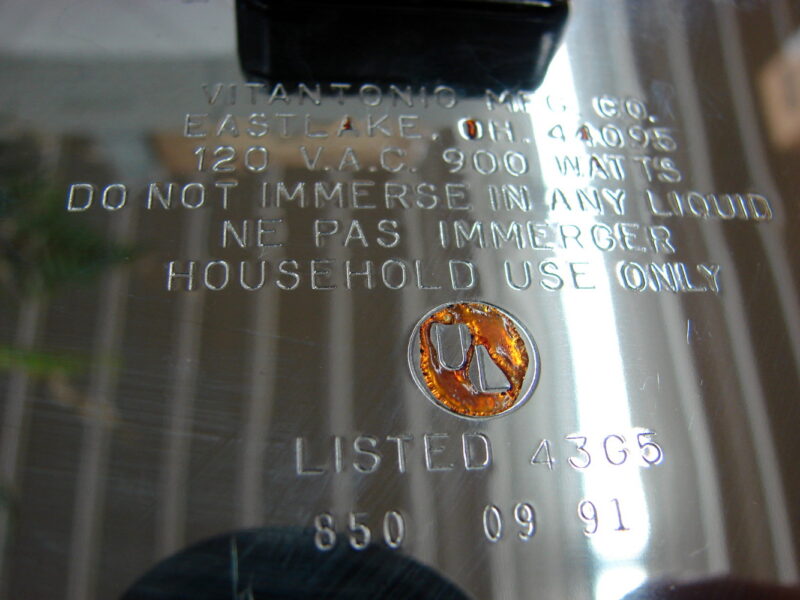 VITANTONIO MFG CO.
EASTLAKE, OH. 44095
120 V.A.C. 900 WATTS
DO NOT IMMERSE IN ANY LIQUID
NE PAS IMMERGER
HOUSEHOLD USE ONLY
UL
LISTED 43G5
850 09 91